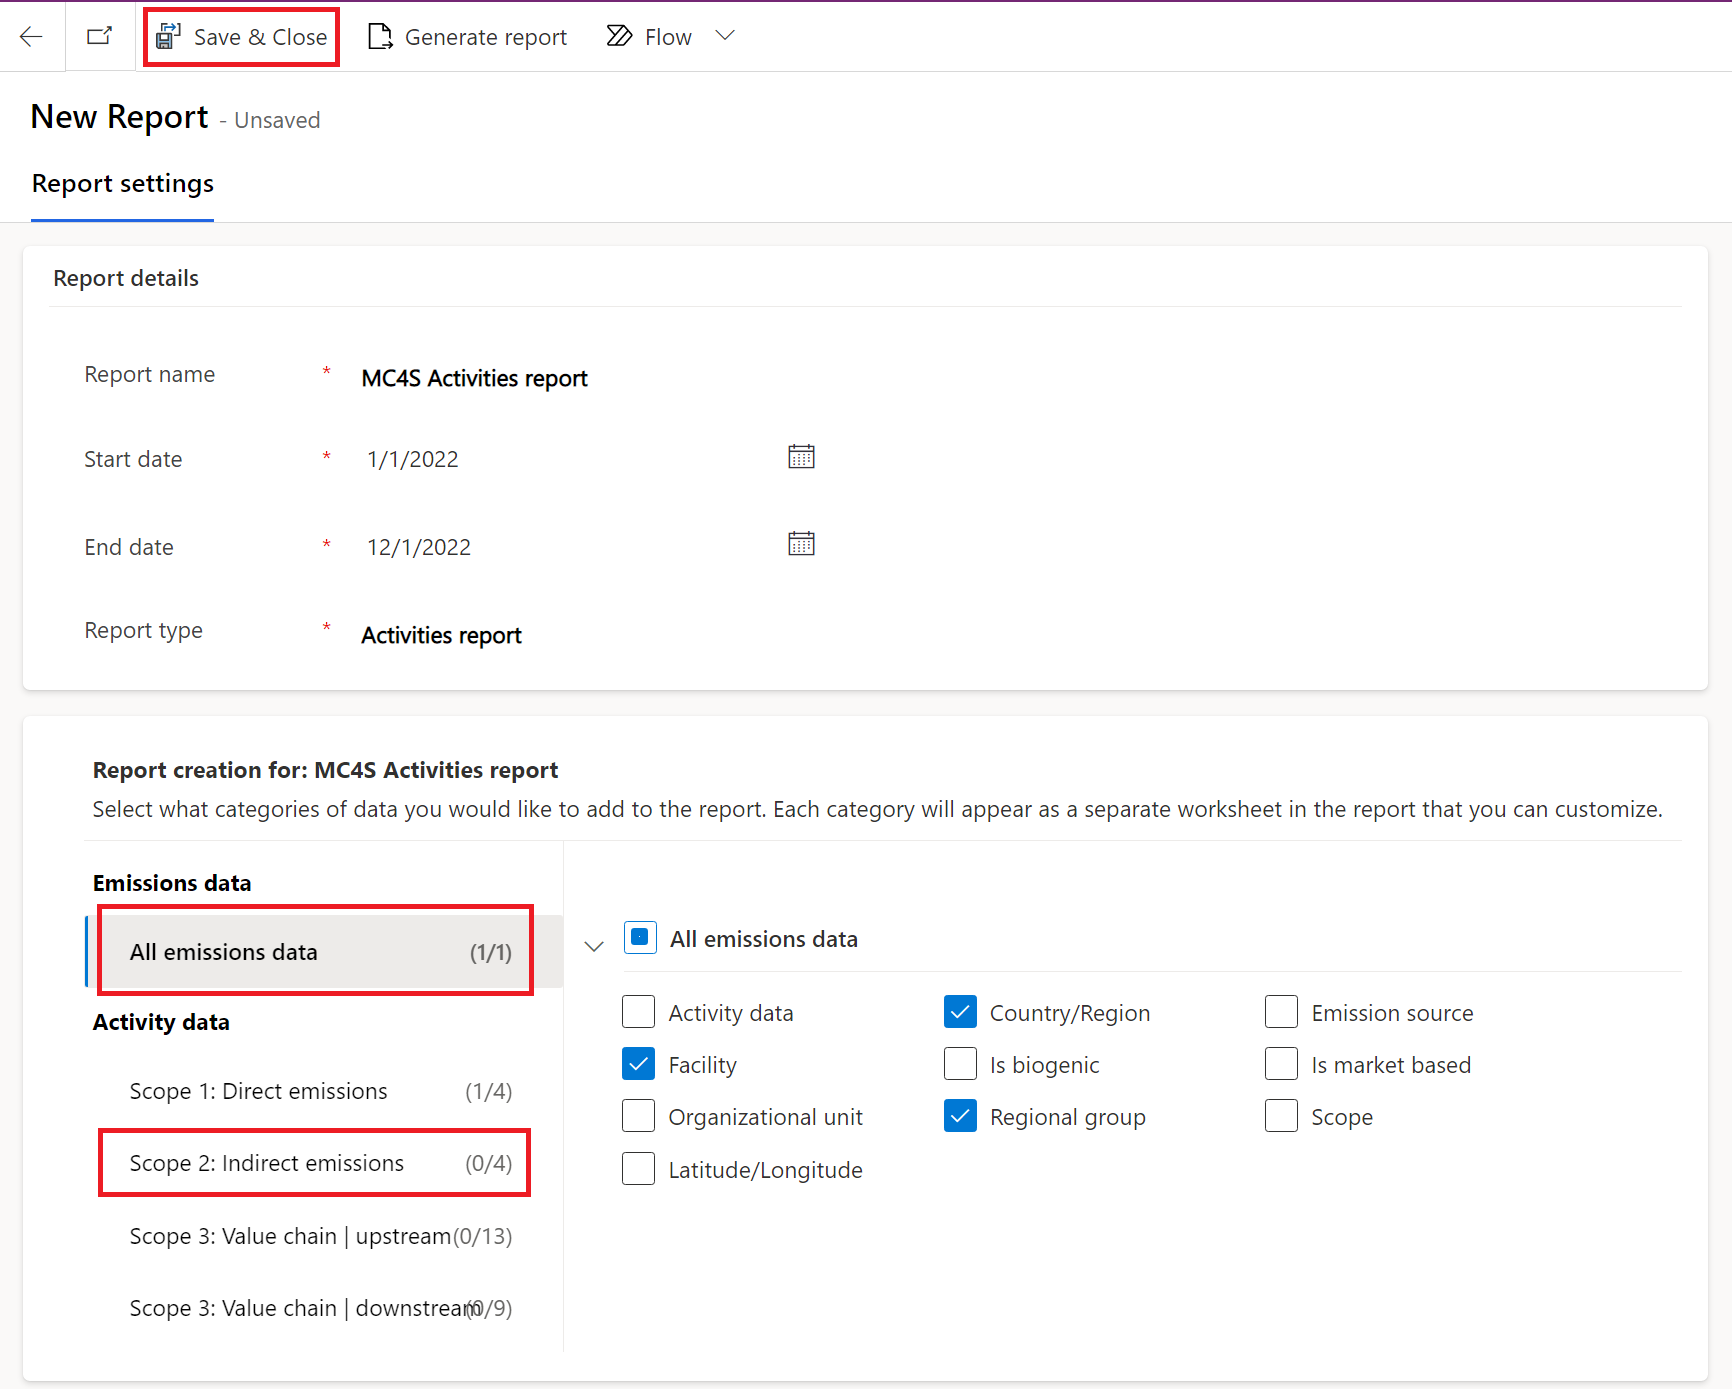 Save & Close Generate report Flow
New Report - Unsaved
Report settings
Report details
Report name * MC4S Activities report
Start date * 1/1/2022
End date * 12/1/2022
Report type * Activities report
Report creation for: MC4S Activities report
Select what categories of data you would like to add to the report. Each category will appear as a separate worksheet in the report that you can customize.
Emissions data
All emissions data (1/1)
Activity data
Scope 1: Direct emissions (1/4)
Scope 2: Indirect emissions (0/4)
Scope 3: Value chain | upstream (0/13)
Scope 3: Value chain | downstream (0/9)
All emissions data
Activity data Country/Region Emission source
Facility Is biogenic Is market based
Organizational unit Regional group Scope
Latitude/Longitude